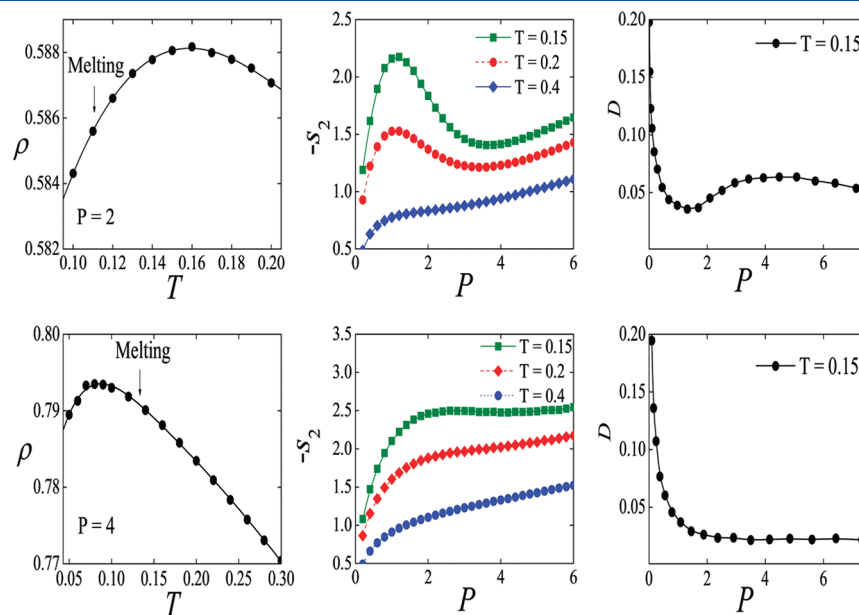 0.588
0.586
0.584
0.582
ρ
Melting
P = 2
0.10 0.12 0.14 0.16 0.18 0.20
T
2.5
2.0
1.5
1.0
0.5
-s2
T = 0.15
T = 0.2
T = 0.4
0 2 4 6
P
0.20
0.15
0.10
0.05
D
T = 0.15
0 2 4 6
P
0.80
0.79
0.78
0.77
ρ
Melting
P = 4
0.05 0.10 0.15 0.20 0.25 0.30
T
3.5
3.0
2.5
2.0
1.5
1.0
0.5
-s2
T = 0.15
T = 0.2
T = 0.4
0 2 4 6
P
0.20
0.15
0.10
0.05
D
T = 0.15
0 2 4 6
P